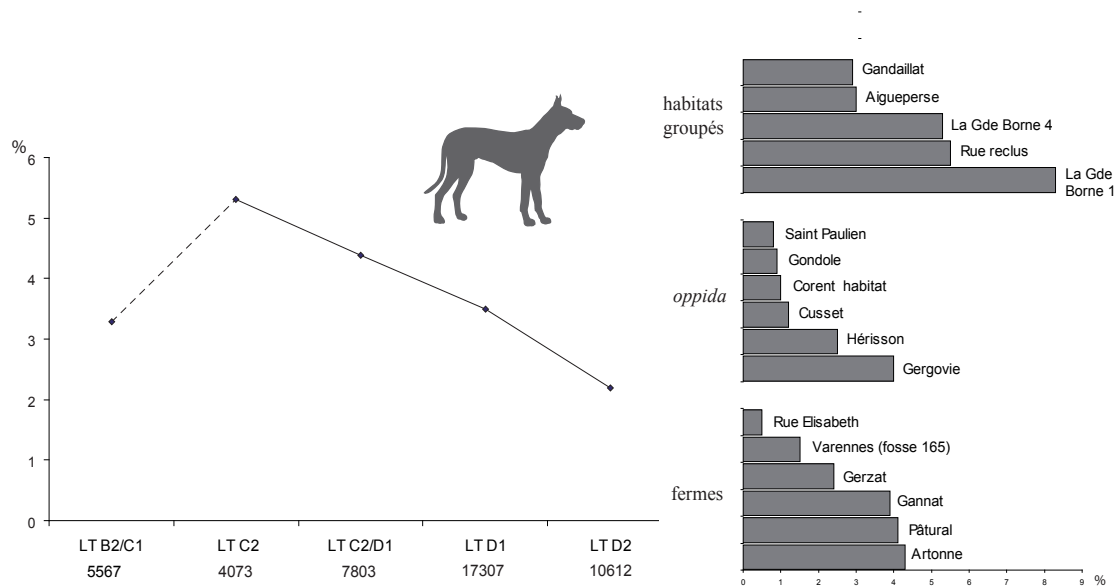 %
6
5
4
3
2
1
0
LT B2/C1 LT C2 LT C2/D1 LT D1 LT D2
5567 4073 7803 17307 10612
habitats
groupés
Gandaillat
Aigueperse
La Gde Borne 4
Rue reclus
La Gde
Borne 1
oppida
Saint Paulien
Gondole
Corent habitat
Cusset
Hérisson
Gergovie
fermes
Rue Elisabeth
Varennes (fosse 165)
Gerzat
Gannat
Pâtural
Artonne
0 1 2 3 4 5 6 7 8 9 %